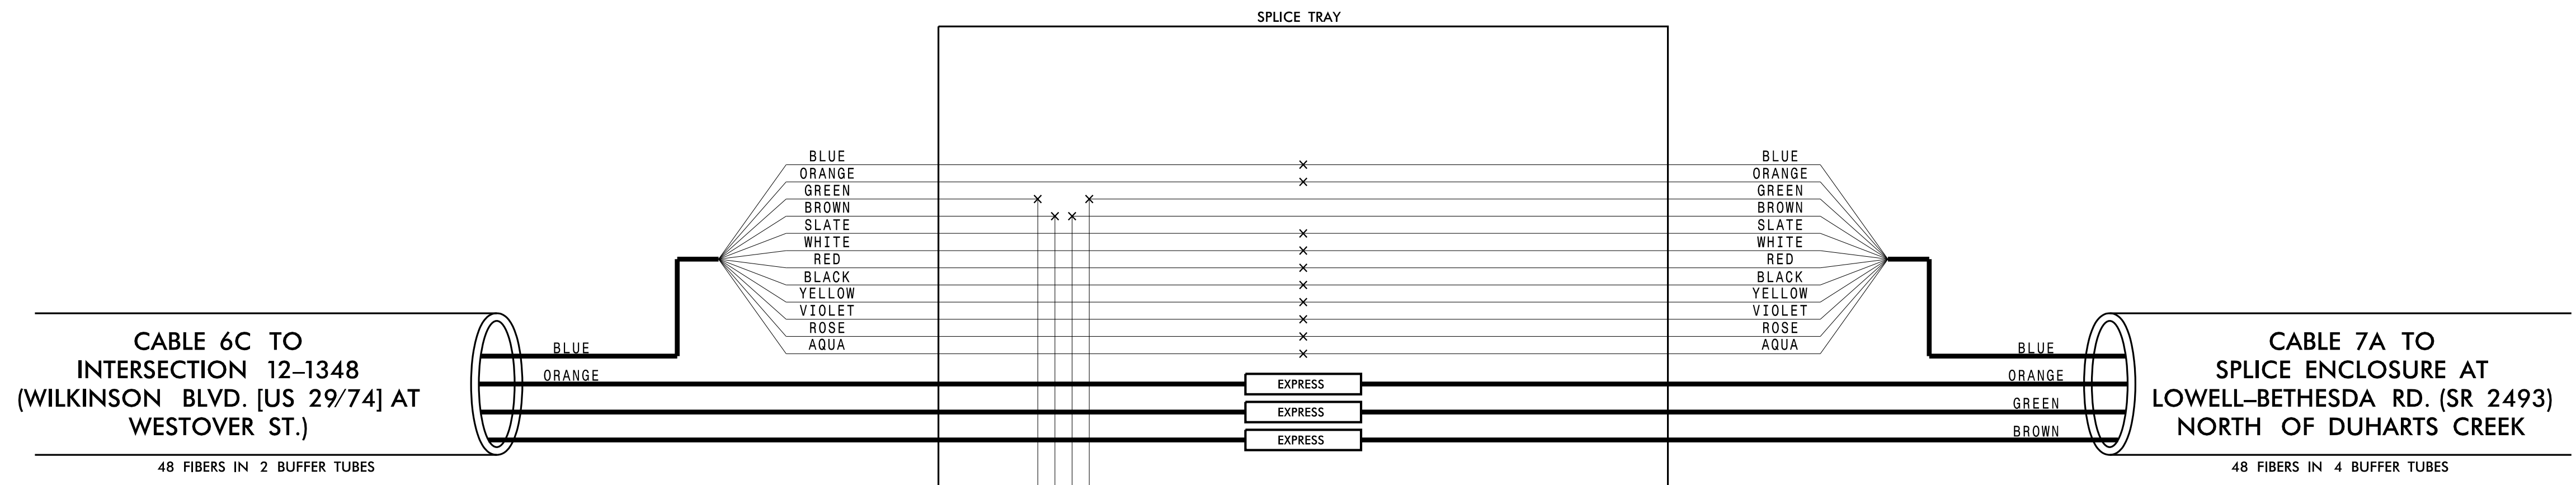 SPLICE TRAY
BLUE
ORANGE
GREEN
BROWN
SLATE
WHITE
RED
BLACK
YELLOW
VIOLET
ROSE
AQUA
BLUE
ORANGE
GREEN
BROWN
SLATE
WHITE
RED
BLACK
YELLOW
VIOLET
ROSE
AQUA
CABLE 6C TO
INTERSECTION 12–1348
(WILKINSON BLVD. [US 29/74] AT
WESTOVER ST.)
48 FIBERS IN 2 BUFFER TUBES
BLUE
ORANGE
EXPRESS
EXPRESS
EXPRESS
BLUE
ORANGE
GREEN
BROWN
CABLE 7A TO
SPLICE ENCLOSURE AT
LOWELL–BETHESDA RD. (SR 2493)
NORTH OF DUHARTS CREEK
48 FIBERS IN 4 BUFFER TUBES